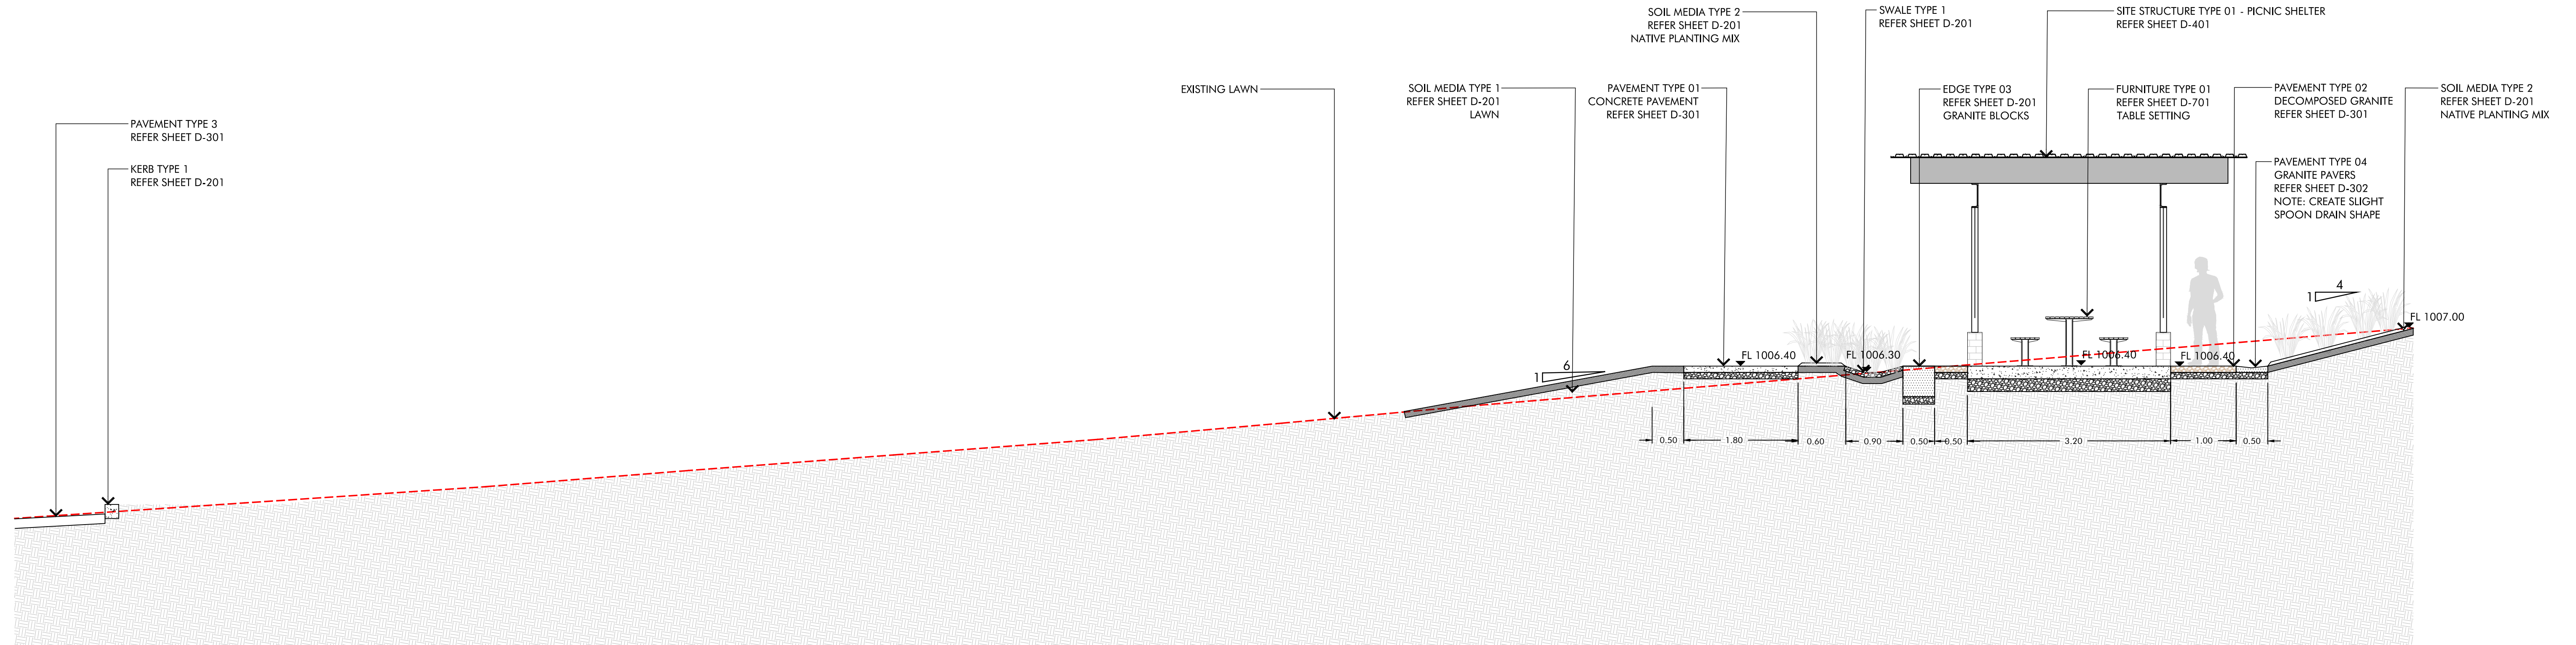 PAVEMENT TYPE 3
REFER SHEET D-301
KERB TYPE 1
REFER SHEET D-201
EXISTING LAWN
SOIL MEDIA TYPE 1
REFER SHEET D-201
LAWN
PAVEMENT TYPE 01
CONCRETE PAVEMENT
REFER SHEET D-301
SOIL MEDIA TYPE 2
REFER SHEET D-201
NATIVE PLANTING MIX
SWALE TYPE 1
REFER SHEET D-201
SITE STRUCTURE TYPE 01 - PICNIC SHELTER
REFER SHEET D-401
EDGE TYPE 03
REFER SHEET D-201
GRANITE BLOCKS
FURNITURE TYPE 01
REFER SHEET D-701
TABLE SETTING
PAVEMENT TYPE 02
DECOMPOSED GRANITE
REFER SHEET D-301
SOIL MEDIA TYPE 2
REFER SHEET D-201
NATIVE PLANTING MIX
PAVEMENT TYPE 04
GRANITE PAVERS
REFER SHEET D-302
NOTE: CREATE SLIGHT
SPOON DRAIN SHAPE
4
1
FL 1007.00
6
1
FL 1006.40
FL 1006.30
FL 1006.40
FL 1006.40
0.50
1.80
0.60
0.90
0.50
0.50
3.20
1.00
0.50